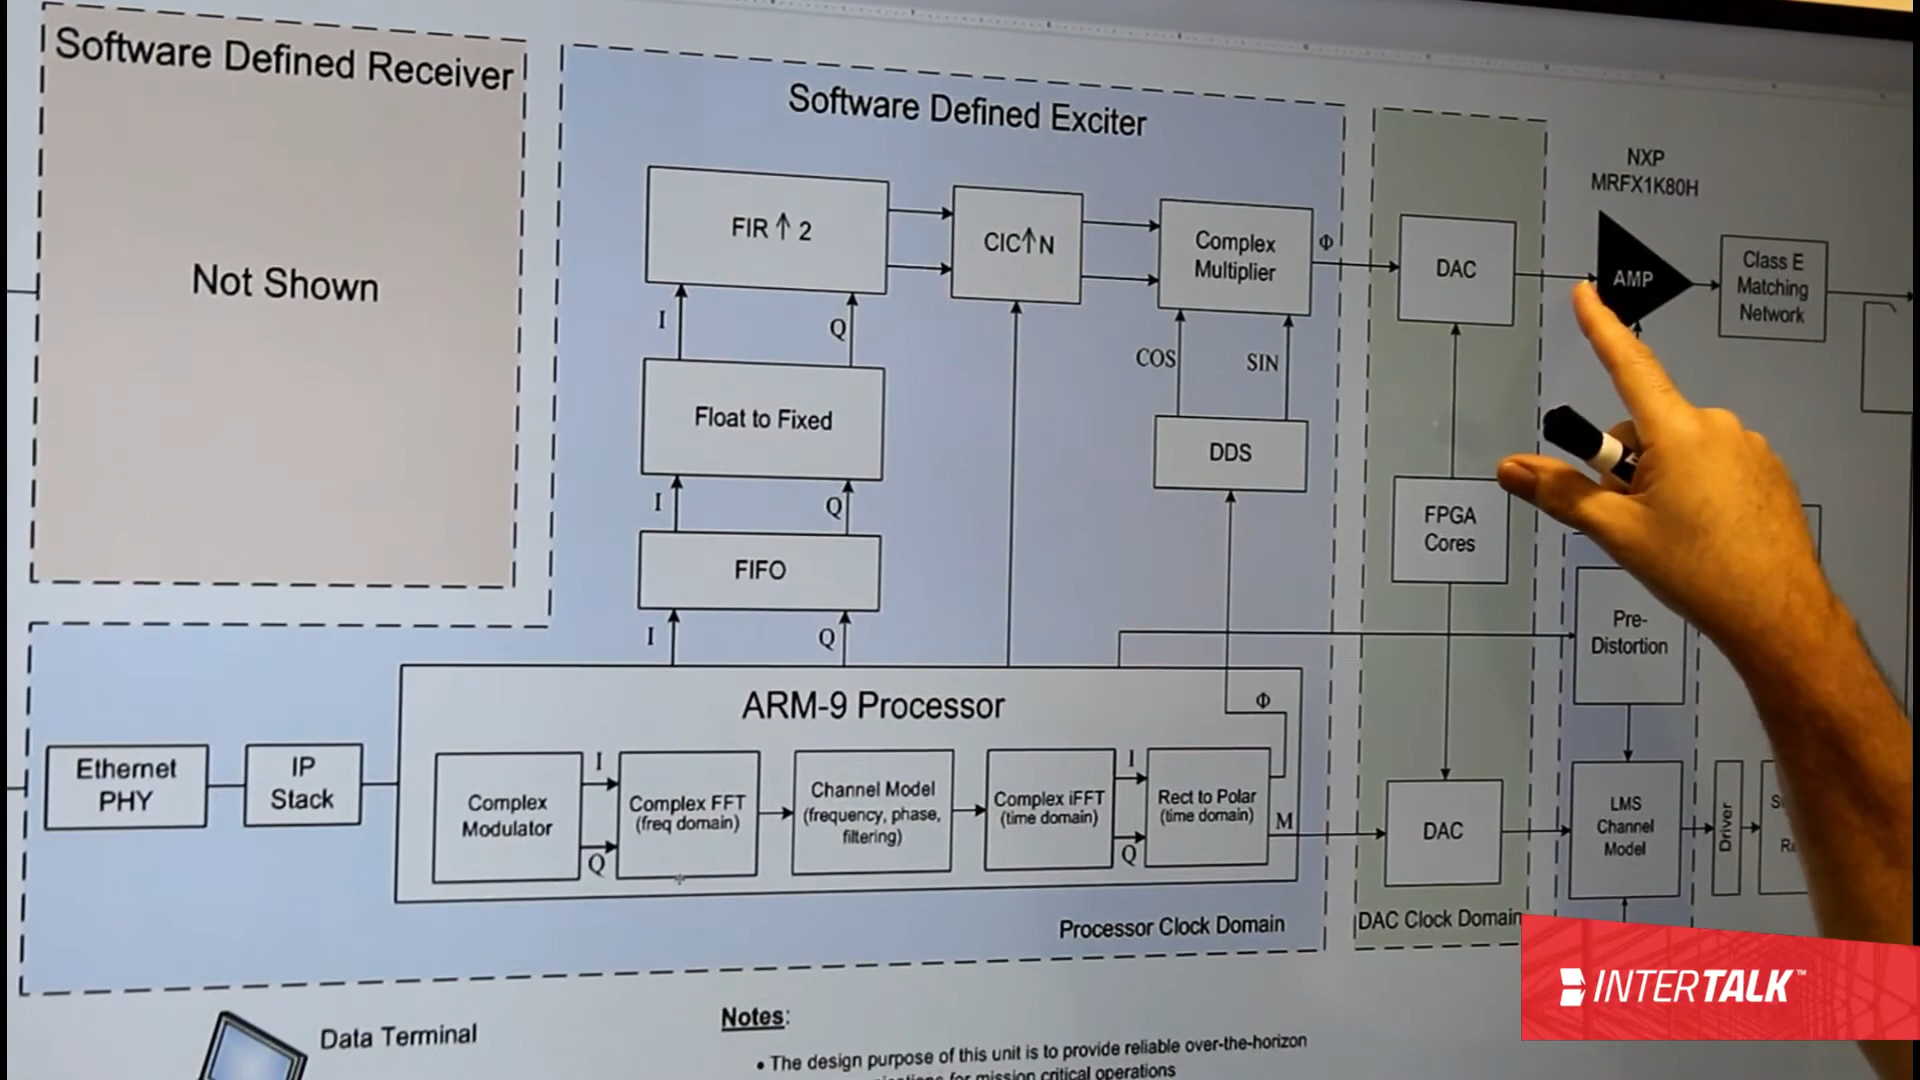 Software Defined Receiver
Not Shown
Software Defined Exciter
FIR ↑ 2
CIC↑N
Complex
Multiplier
Φ
DAC
NXP
MRFX1K80H
AMP
Class E
Matching
Network
I
Q
COS
SIN
Float to Fixed
DDS
I
Q
FPGA
Cores
FIFO
I
Q
Pre-
Distortion
ARM-9 Processor
Φ
Ethernet
PHY
IP
Stack
Complex
Modulator
I
Q
Complex FFT
(freq domain)
Channel Model
(frequency, phase,
filtering)
Complex iFFT
(time domain)
I
Q
Rect to Polar
(time domain)
M
DAC
LMS
Channel
Model
Driver
Processor Clock Domain
DAC Clock Domain
INTERTALK™
Data Terminal
Notes:
• The design purpose of this unit is to provide reliable over-the-horizon
for mission critical operations